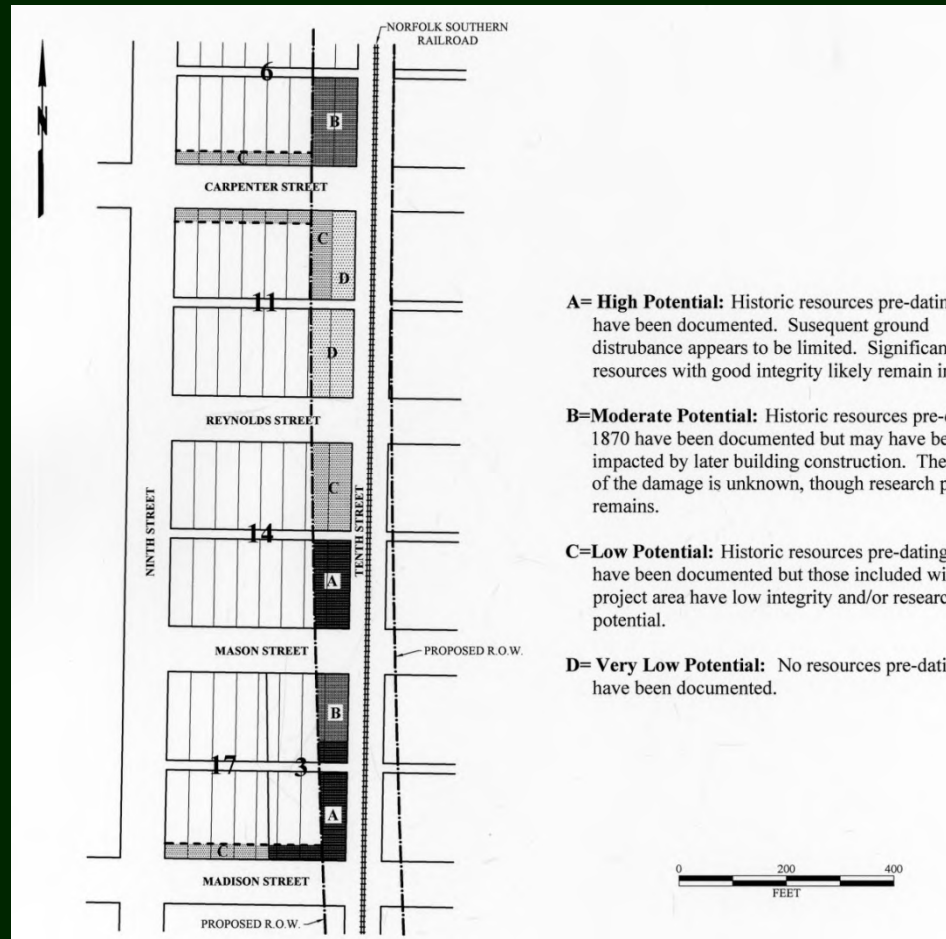 NORFOLK SOUTHERN
RAILROAD
N
6
B
C
CARPENTER STREET
C
D
11
D
REYNOLDS STREET
C
NINTH STREET
TENTH STREET
14
A
MASON STREET
PROPOSED R.O.W.
B
17
3
A
C
MADISON STREET
PROPOSED R.O.W.
A= High Potential: Historic resources pre-datin
have been documented. Susequent ground
distrubance appears to be limited. Significan
resources with good integrity likely remain i
B=Moderate Potential: Historic resources pre-
1870 have been documented but may have be
impacted by later building construction. The
of the damage is unknown, though research p
remains.
C=Low Potential: Historic resources pre-dating
have been documented but those included wi
project area have low integrity and/or researc
potential.
D= Very Low Potential: No resources pre-dati
have been documented.
0 200 400
FEET